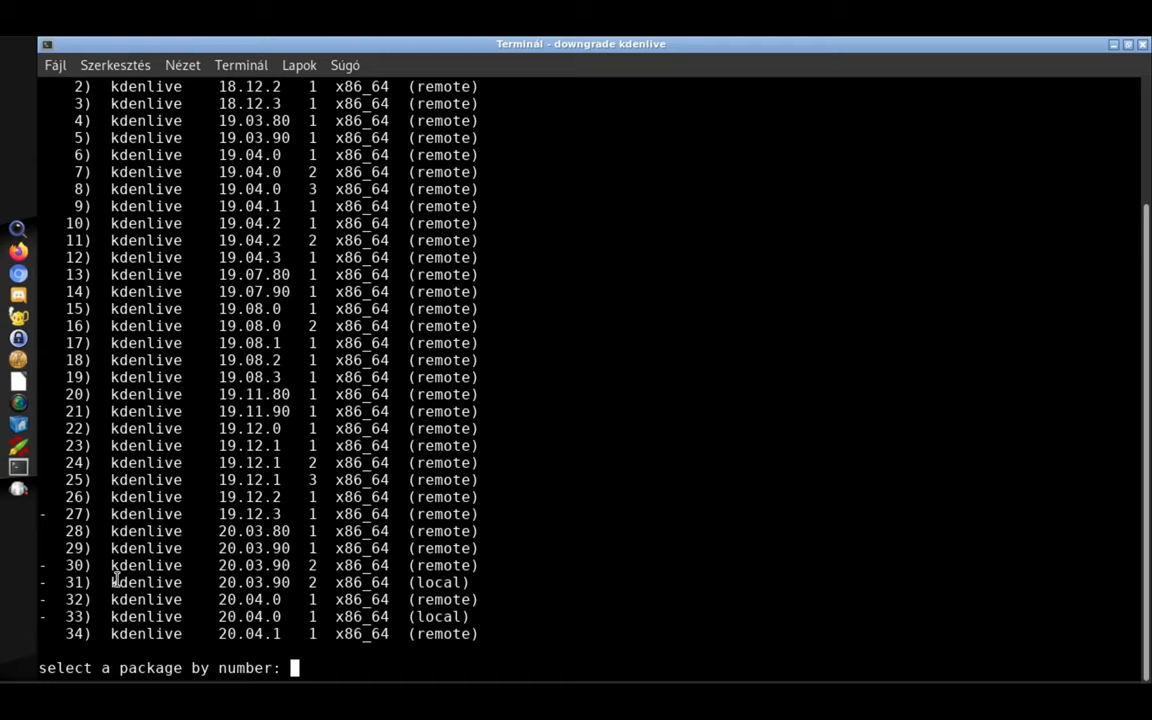 Terminál - downgrade kdenlive
Fájl Szerkesztés Nézet Terminál Lapok Súgó
2) kdenlive 18.12.2 1 x86_64 (remote)
3) kdenlive 18.12.3 1 x86_64 (remote)
4) kdenlive 19.03.80 1 x86_64 (remote)
5) kdenlive 19.03.90 1 x86_64 (remote)
6) kdenlive 19.04.0 1 x86_64 (remote)
7) kdenlive 19.04.0 2 x86_64 (remote)
8) kdenlive 19.04.0 3 x86_64 (remote)
9) kdenlive 19.04.1 1 x86_64 (remote)
10) kdenlive 19.04.2 1 x86_64 (remote)
11) kdenlive 19.04.2 2 x86_64 (remote)
12) kdenlive 19.04.3 1 x86_64 (remote)
13) kdenlive 19.07.80 1 x86_64 (remote)
14) kdenlive 19.07.90 1 x86_64 (remote)
15) kdenlive 19.08.0 1 x86_64 (remote)
16) kdenlive 19.08.0 2 x86_64 (remote)
17) kdenlive 19.08.1 1 x86_64 (remote)
18) kdenlive 19.08.2 1 x86_64 (remote)
19) kdenlive 19.08.3 1 x86_64 (remote)
20) kdenlive 19.11.80 1 x86_64 (remote)
21) kdenlive 19.11.90 1 x86_64 (remote)
22) kdenlive 19.12.0 1 x86_64 (remote)
23) kdenlive 19.12.1 1 x86_64 (remote)
24) kdenlive 19.12.1 2 x86_64 (remote)
25) kdenlive 19.12.1 3 x86_64 (remote)
26) kdenlive 19.12.2 1 x86_64 (remote)
- 27) kdenlive 19.12.3 1 x86_64 (remote)
28) kdenlive 20.03.80 1 x86_64 (remote)
29) kdenlive 20.03.90 1 x86_64 (remote)
- 30) kdenlive 20.03.90 2 x86_64 (remote)
- 31) kdenlive 20.03.90 2 x86_64 (local)
- 32) kdenlive 20.04.0 1 x86_64 (remote)
- 33) kdenlive 20.04.0 1 x86_64 (local)
34) kdenlive 20.04.1 1 x86_64 (remote)
select a package by number: